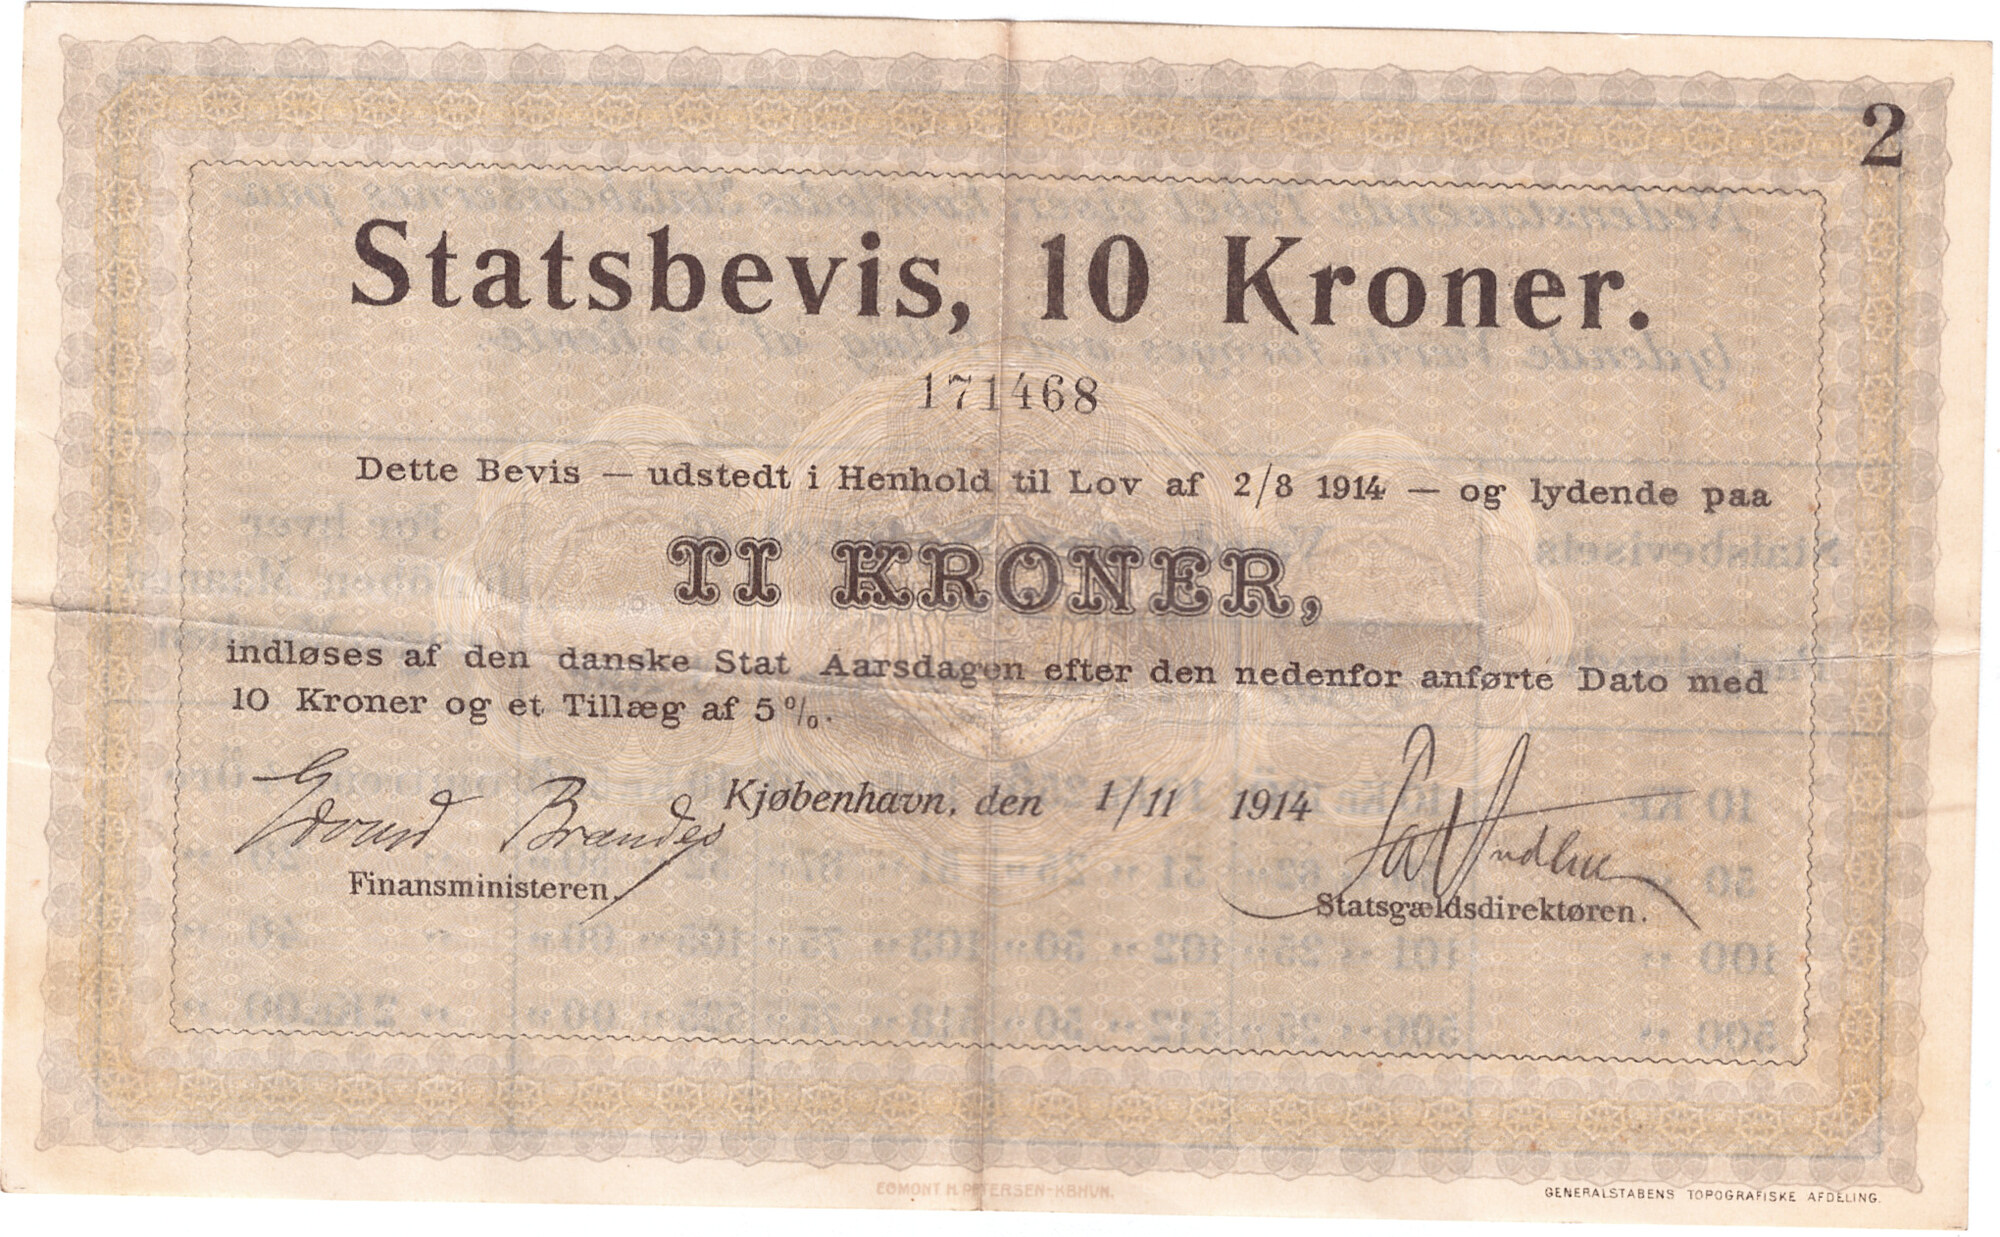 2
Statsbevis, 10 Kroner.
171468
Dette Bevis — udstedt i Henhold til Lov af 2/8 1914 — og lydende paa
TI KRONER,
indløses af den danske Stat Aarsdagen efter den nedenfor anførte Dato med
10 Kroner og et Tillæg af 5%.
Kjøbenhavn, den 1/11 1914
Edvard Brandes
Finansministeren.
Statsgældsdirektøren.
EGMONT H. PETERSEN-KBHVN.
GENERALSTABENS TOPOGRAFISKE AFDELING.